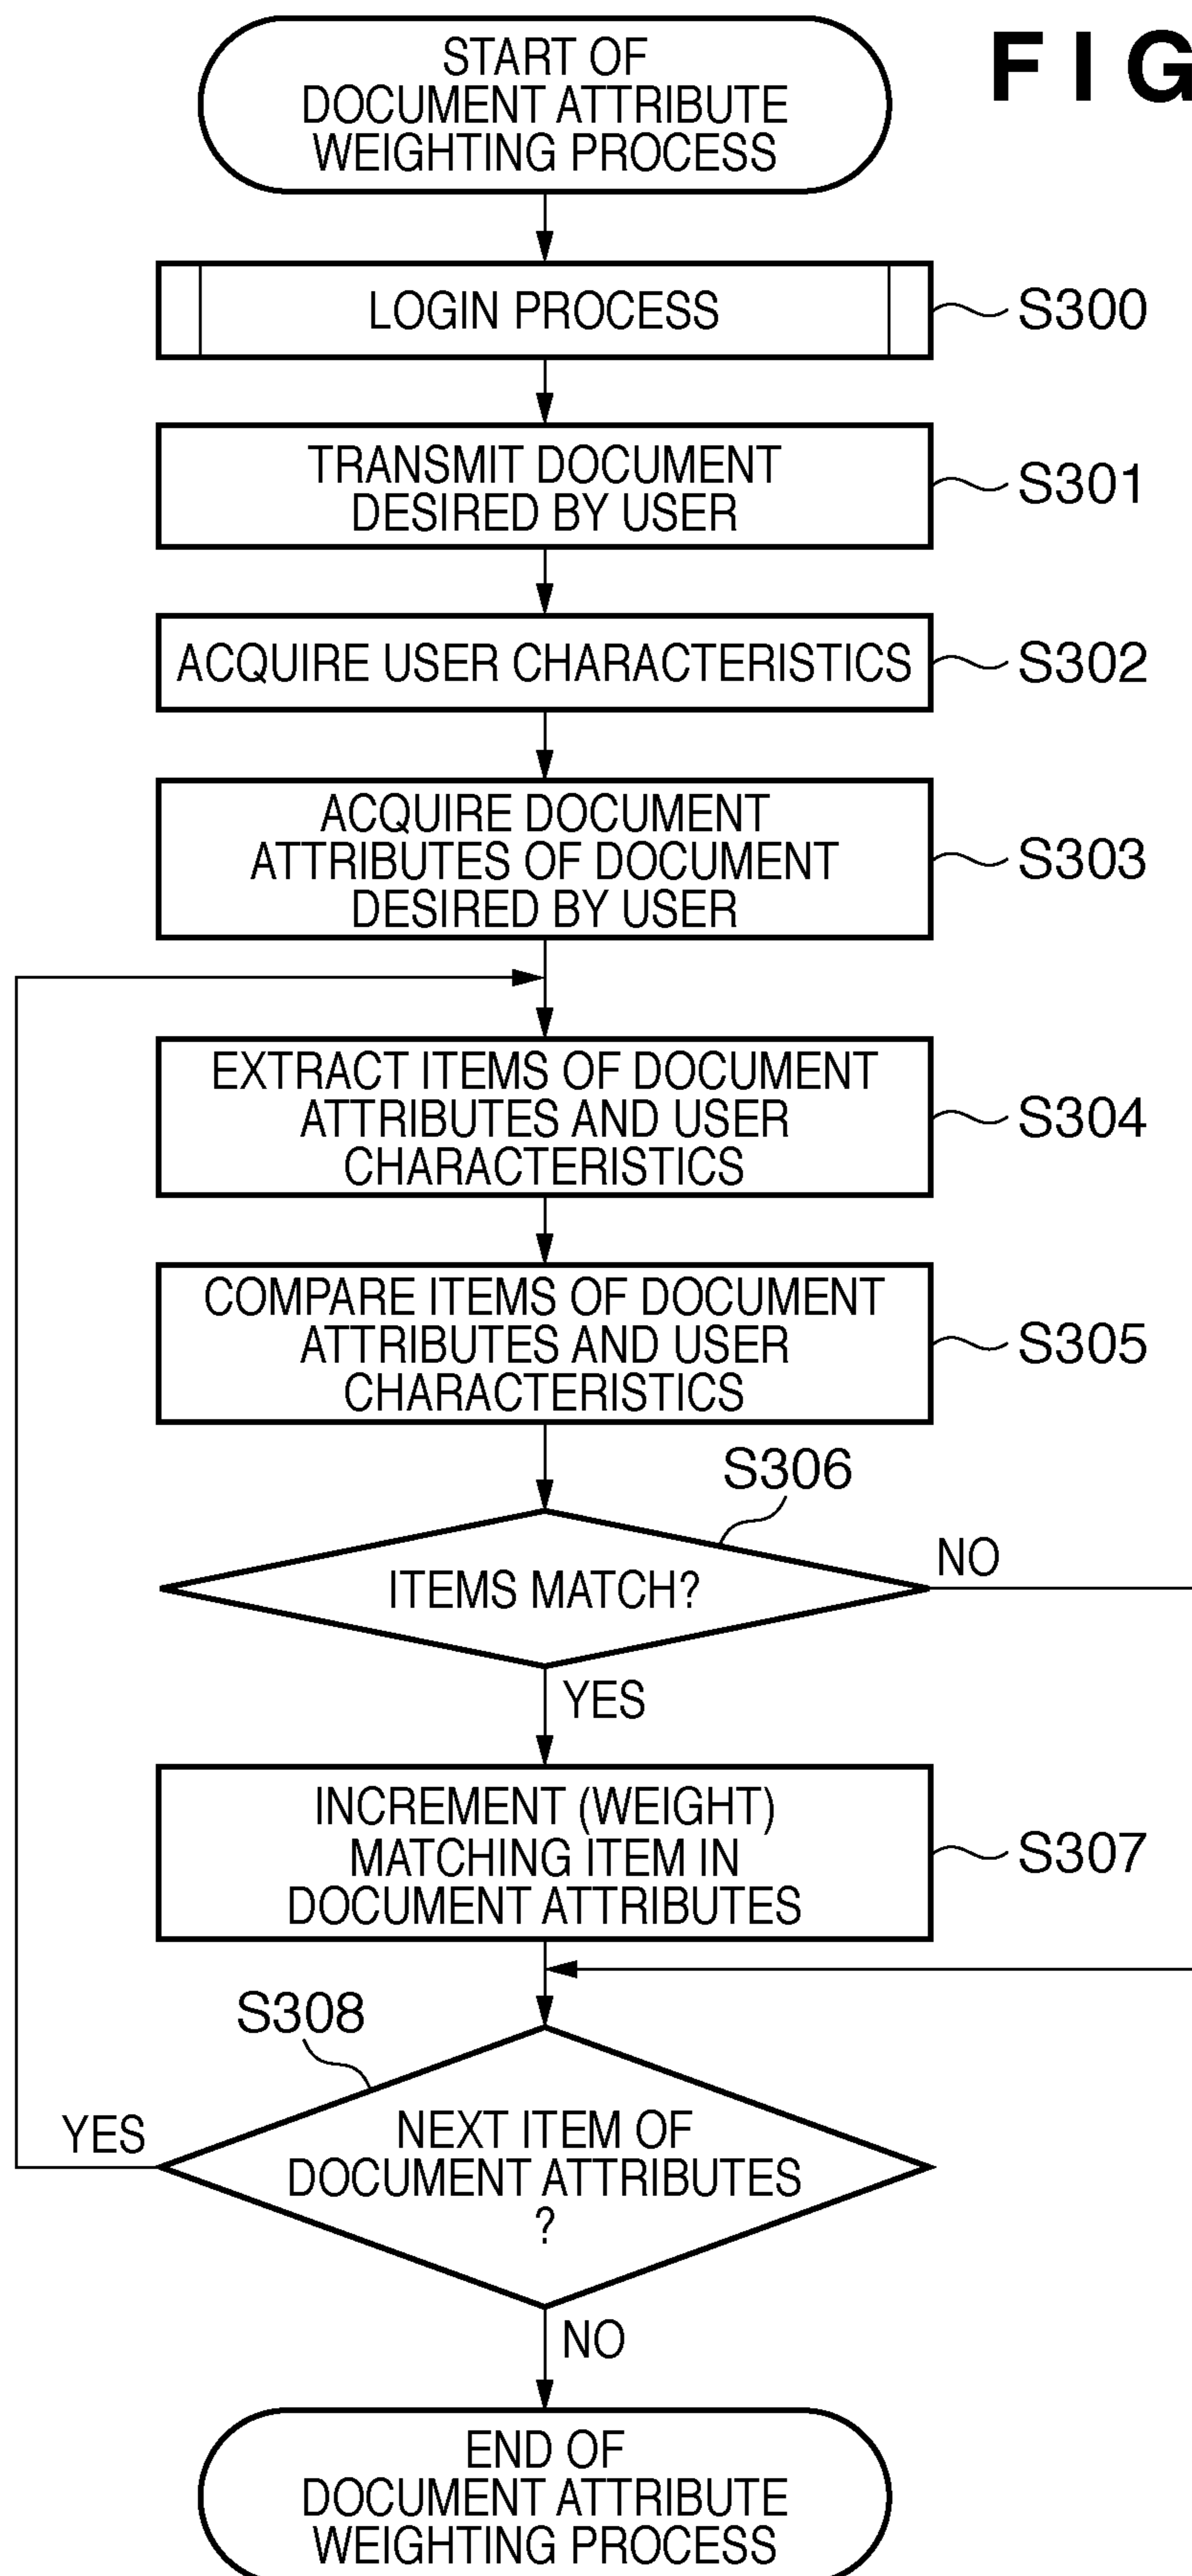 FIG
START OF
DOCUMENT ATTRIBUTE
WEIGHTING PROCESS
LOGIN PROCESS
S300
TRANSMIT DOCUMENT
DESIRED BY USER
S301
ACQUIRE USER CHARACTERISTICS
S302
ACQUIRE DOCUMENT
ATTRIBUTES OF DOCUMENT
DESIRED BY USER
S303
EXTRACT ITEMS OF DOCUMENT
ATTRIBUTES AND USER
CHARACTERISTICS
S304
COMPARE ITEMS OF DOCUMENT
ATTRIBUTES AND USER
CHARACTERISTICS
S305
S306
ITEMS MATCH?
NO
YES
INCREMENT (WEIGHT)
MATCHING ITEM IN
DOCUMENT ATTRIBUTES
S307
S308
NEXT ITEM OF
DOCUMENT ATTRIBUTES
?
YES
NO
END OF
DOCUMENT ATTRIBUTE
WEIGHTING PROCESS